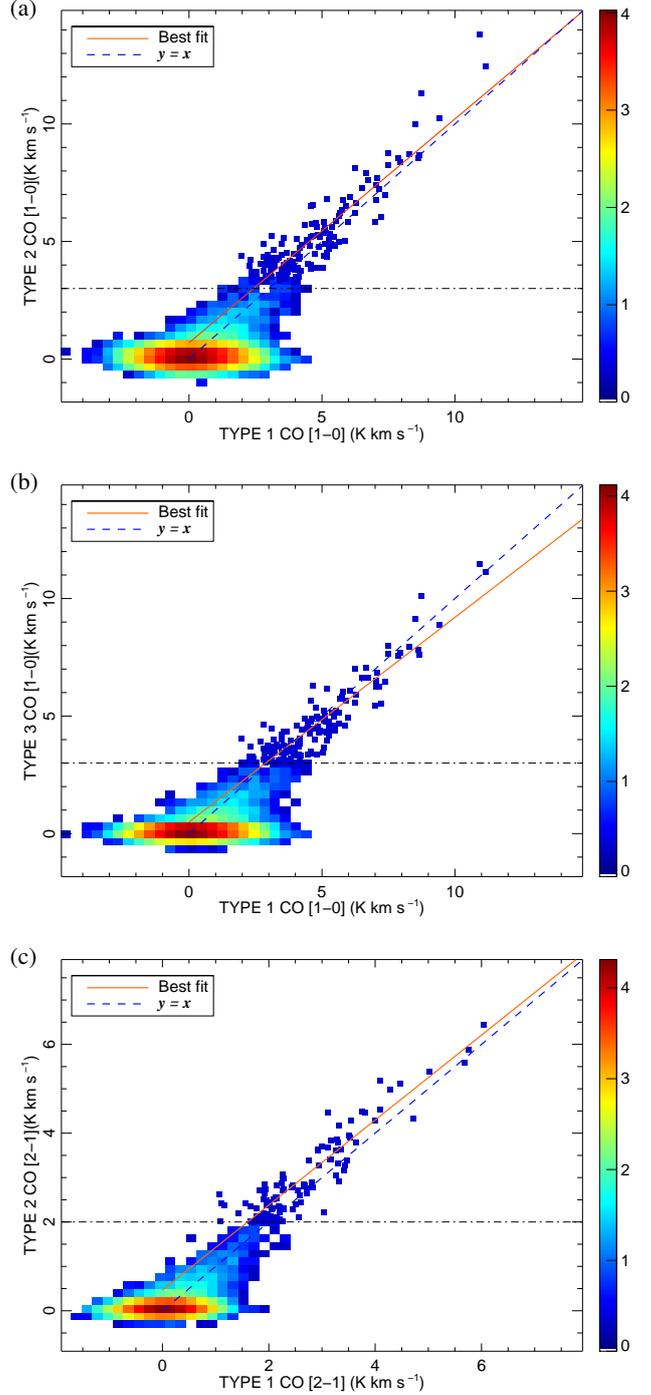 (a)
Best fit
y = x
TYPE 2 CO [1–0](K km s⁻¹)
10
5
0
0 5 10
TYPE 1 CO [1–0] (K km s⁻¹)
4
3
2
1
0
(b)
Best fit
y = x
TYPE 3 CO [1–0](K km s⁻¹)
10
5
0
0 5 10
TYPE 1 CO [1–0] (K km s⁻¹)
4
3
2
1
0
(c)
Best fit
y = x
TYPE 2 CO [2–1](K km s⁻¹)
6
4
2
0
0 2 4 6
TYPE 1 CO [2–1] (K km s⁻¹)
4
3
2
1
0